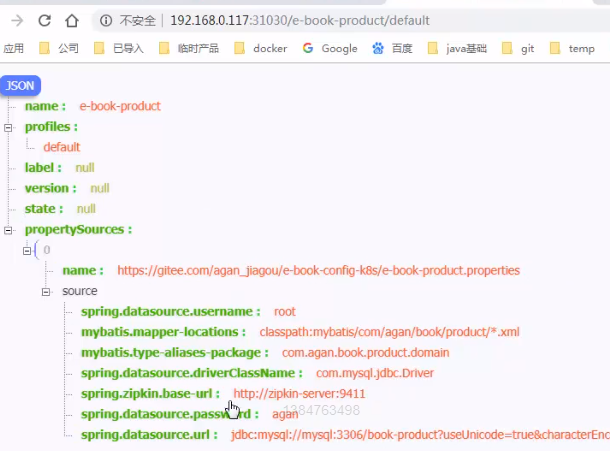 不安全 | 192.168.0.117:31030/e-book-product/default
应用 公司 已导入 临时产品 docker Google 百度 java基础 git temp
JSON
name : e-book-product
profiles :
default
label : null
version : null
state : null
propertySources :
0
name : https://gitee.com/agan_jiagou/e-book-config-k8s/e-book-product.properties
source
spring.datasource.username : root
mybatis.mapper-locations : classpath:mybatis/com/agan/book/product/*.xml
mybatis.type-aliases-package : com.agan.book.product.domain
spring.datasource.driverClassName : com.mysql.jdbc.Driver
spring.zipkin.base-url : http://zipkin-server:9411
spring.datasource.password : agan
1384763498
spring.datasource.url : jdbc:mysql://mysql:3306/book-product?useUnicode=true&characterEnc